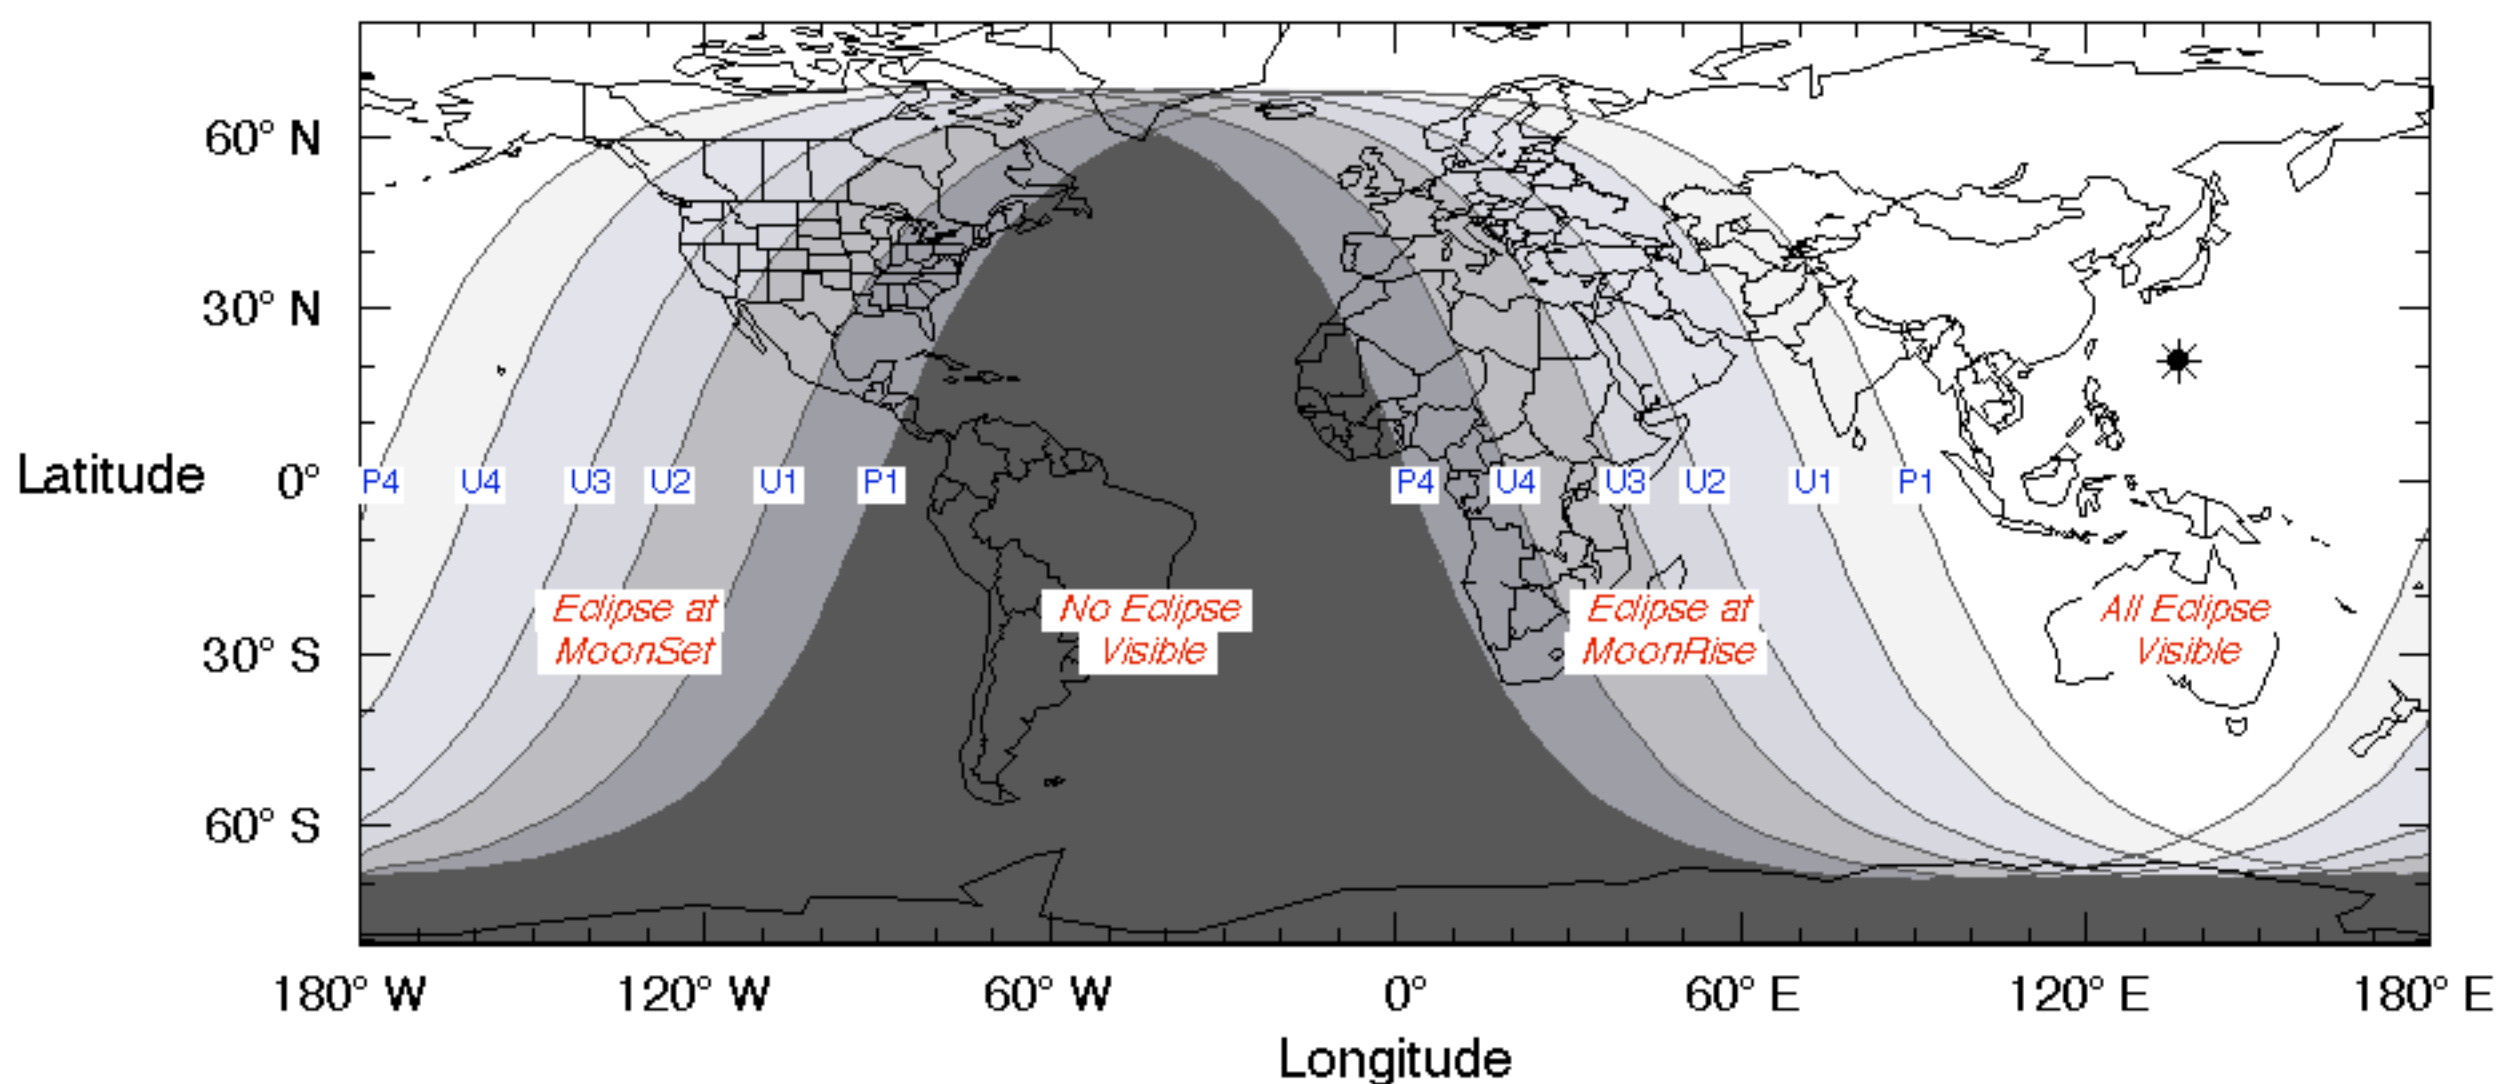 60° N
30° N
Latitude 0°
P4 U4 U3 U2 U1 P1 P4 U4 U3 U2 U1 P1
Eclipse at
MoonSet
No Eclipse
Visible
Eclipse at
MoonRise
All Eclipse
Visible
30° S
60° S
180° W 120° W 60° W 0° 60° E 120° E 180° E
Longitude